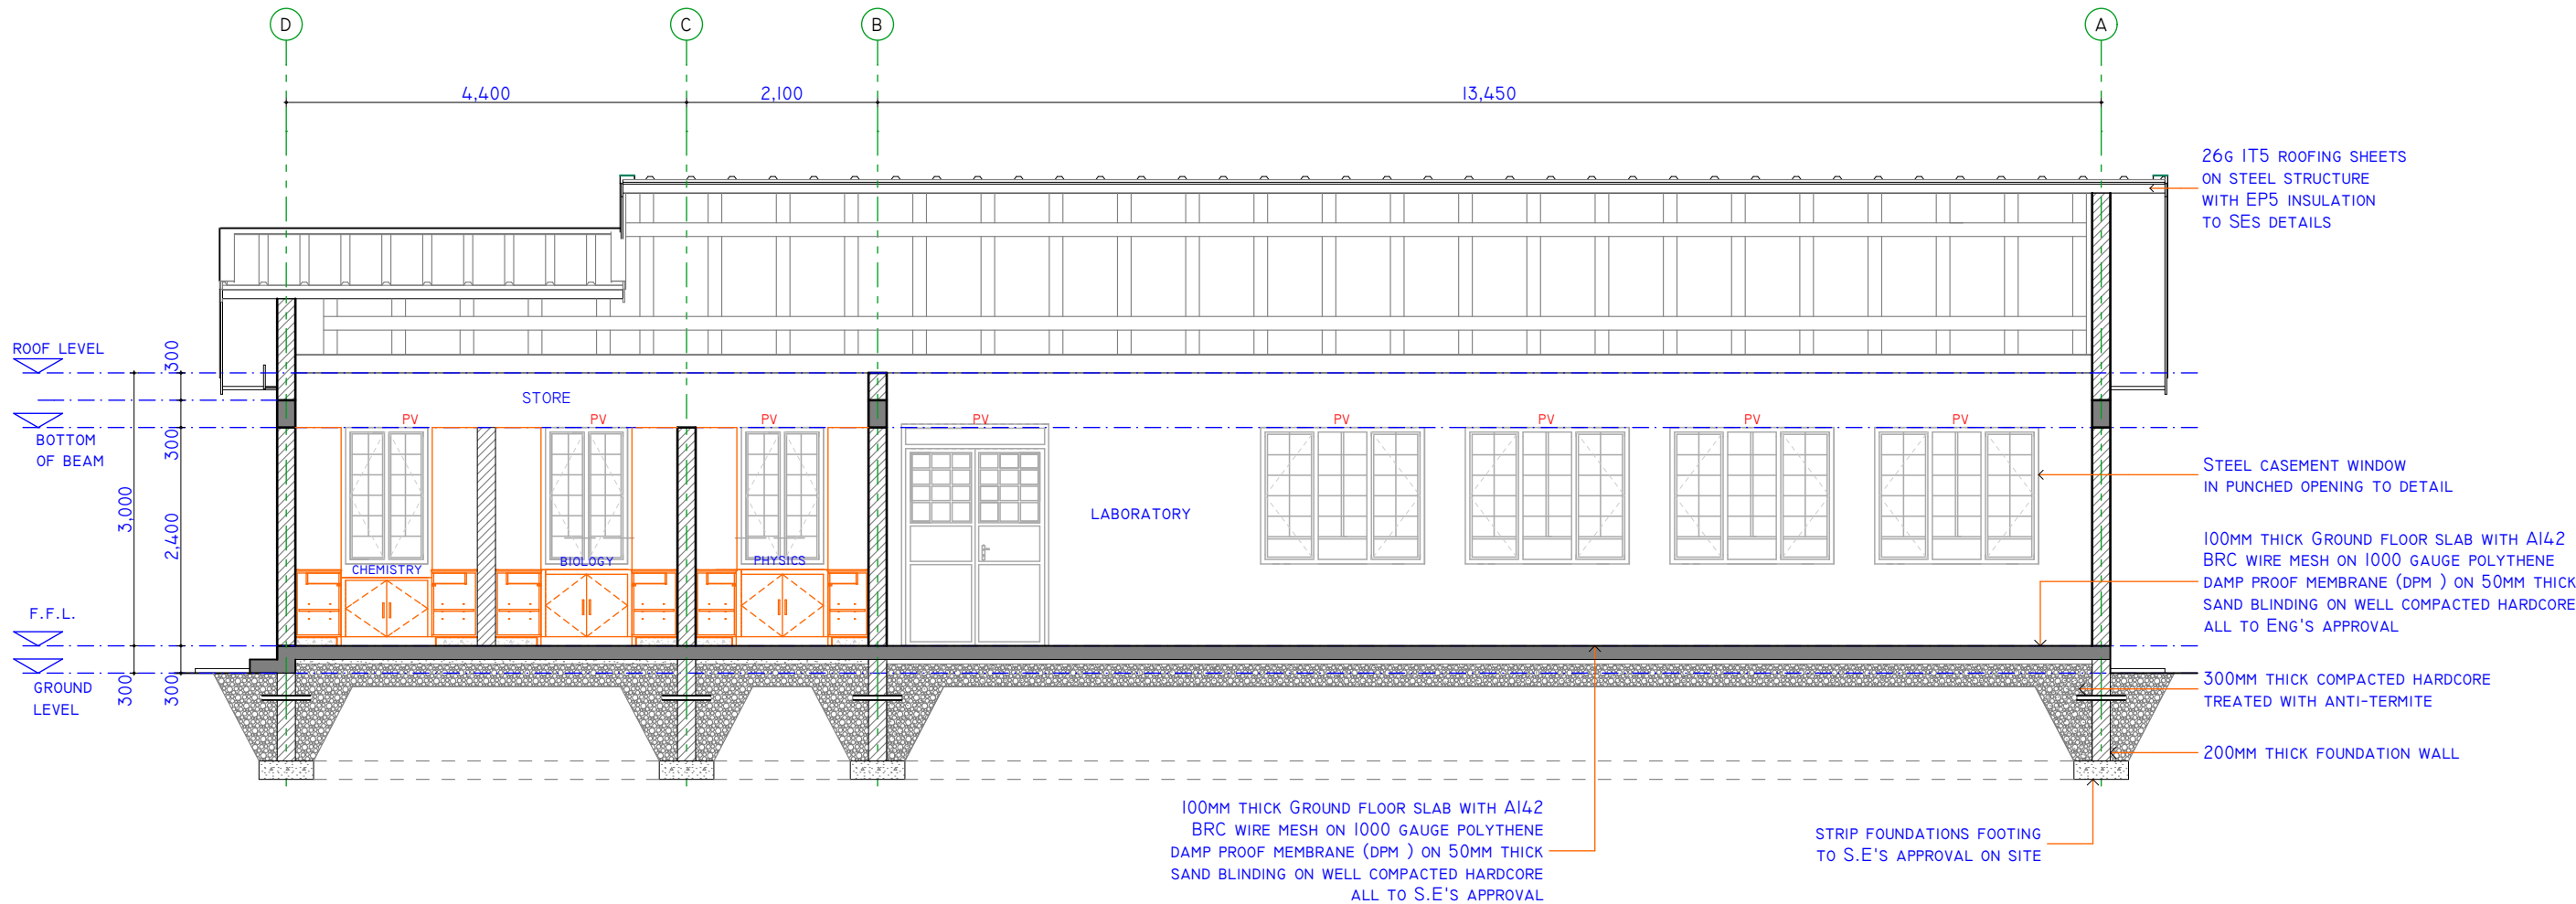 D
C
B
A
4,400
2,100
13,450
26G IT5 ROOFING SHEETS
ON STEEL STRUCTURE
WITH EP5 INSULATION
TO SES DETAILS
ROOF LEVEL
300
STORE
PV
PV
PV
PV
PV
PV
PV
PV
BOTTOM
OF BEAM
300
3,000
2,400
STEEL CASEMENT WINDOW
IN PUNCHED OPENING TO DETAIL
LABORATORY
CHEMISTRY
BIOLOGY
PHYSICS
100MM THICK GROUND FLOOR SLAB WITH A142
BRC WIRE MESH ON 1000 GAUGE POLYTHENE
DAMP PROOF MEMBRANE (DPM ) ON 50MM THICK
SAND BLINDING ON WELL COMPACTED HARDCORE
ALL TO ENG'S APPROVAL
F.F.L.
GROUND
LEVEL
300
300
300MM THICK COMPACTED HARDCORE
TREATED WITH ANTI-TERMITE
200MM THICK FOUNDATION WALL
100MM THICK GROUND FLOOR SLAB WITH A142
BRC WIRE MESH ON 1000 GAUGE POLYTHENE
DAMP PROOF MEMBRANE (DPM ) ON 50MM THICK
SAND BLINDING ON WELL COMPACTED HARDCORE
ALL TO S.E'S APPROVAL
STRIP FOUNDATIONS FOOTING
TO S.E'S APPROVAL ON SITE